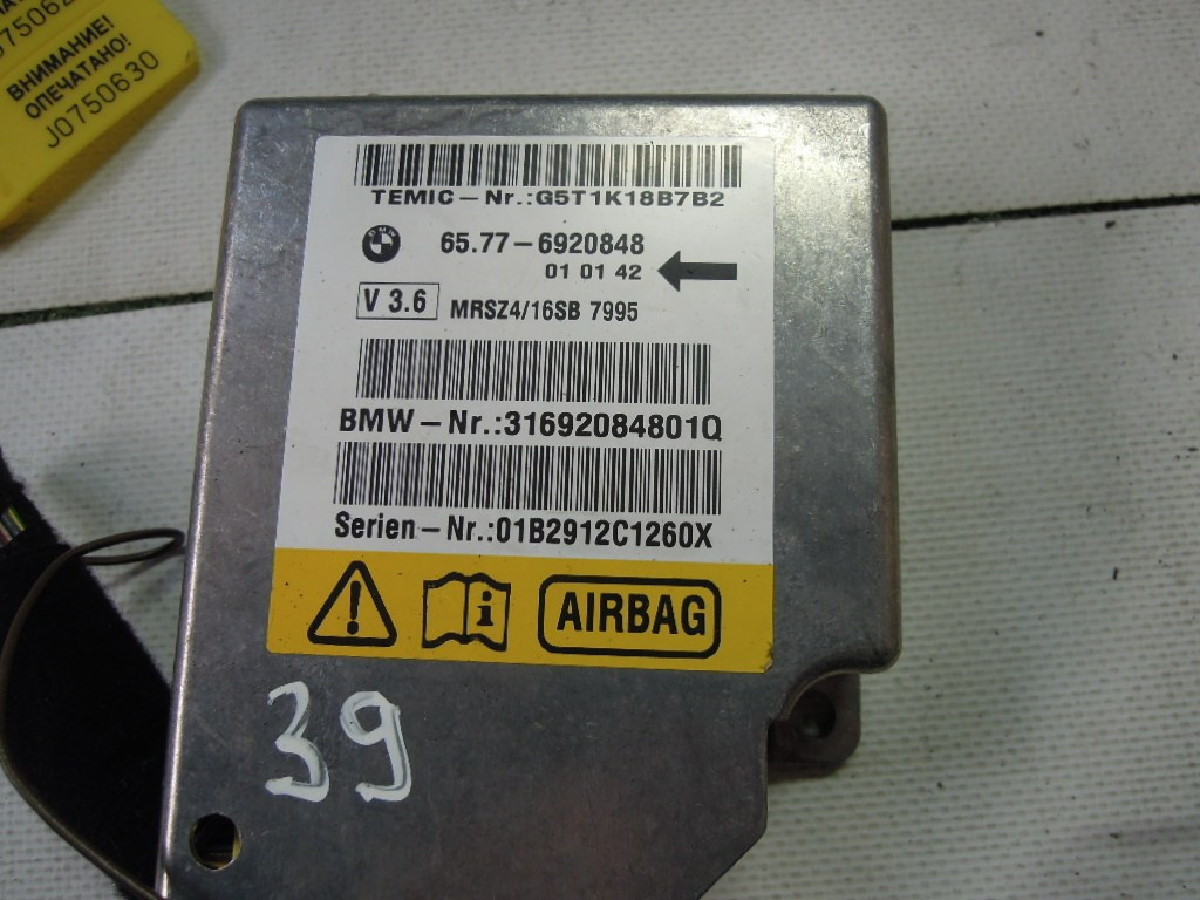 J075062
ВНИМАНИЕ!
ОПЕЧАТАНО!
J0750630
TEMIC-Nr.:G5T1K18B7B2
65.77-6920848
01 01 42
V 3.6 MRSZ4/16SB 7995
BMW-Nr.:31692084801Q
Serien-Nr.:01B2912C1260X
AIRBAG
39